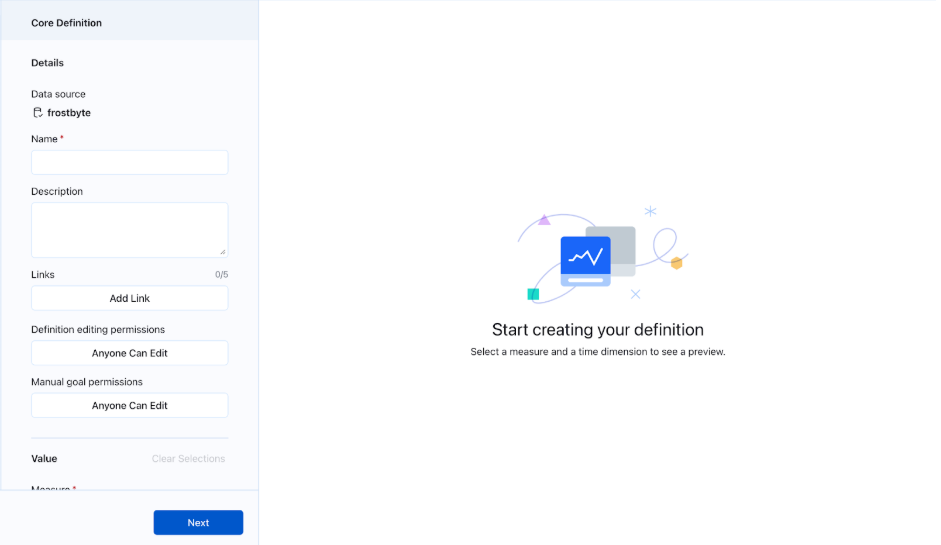 Core Definition
Details
Data source
frostbyte
Name *
Description
Links 0/5
Add Link
Definition editing permissions
Anyone Can Edit
Manual goal permissions
Anyone Can Edit
Value Clear Selections
Measure *
Next
Start creating your definition
Select a measure and a time dimension to see a preview.